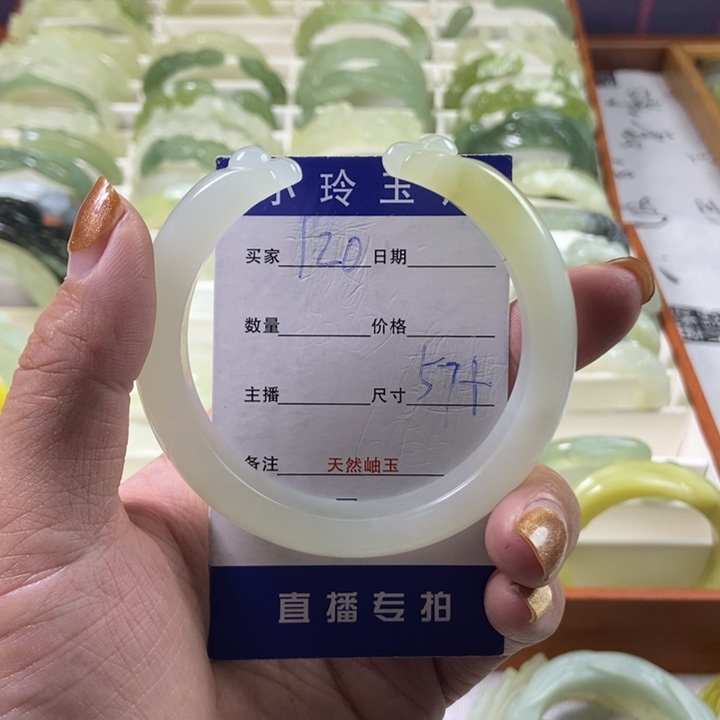 小玲玉
买家 120 日期
数量 价格
主播 尺寸 57+
备注 天然岫玉
直播专拍